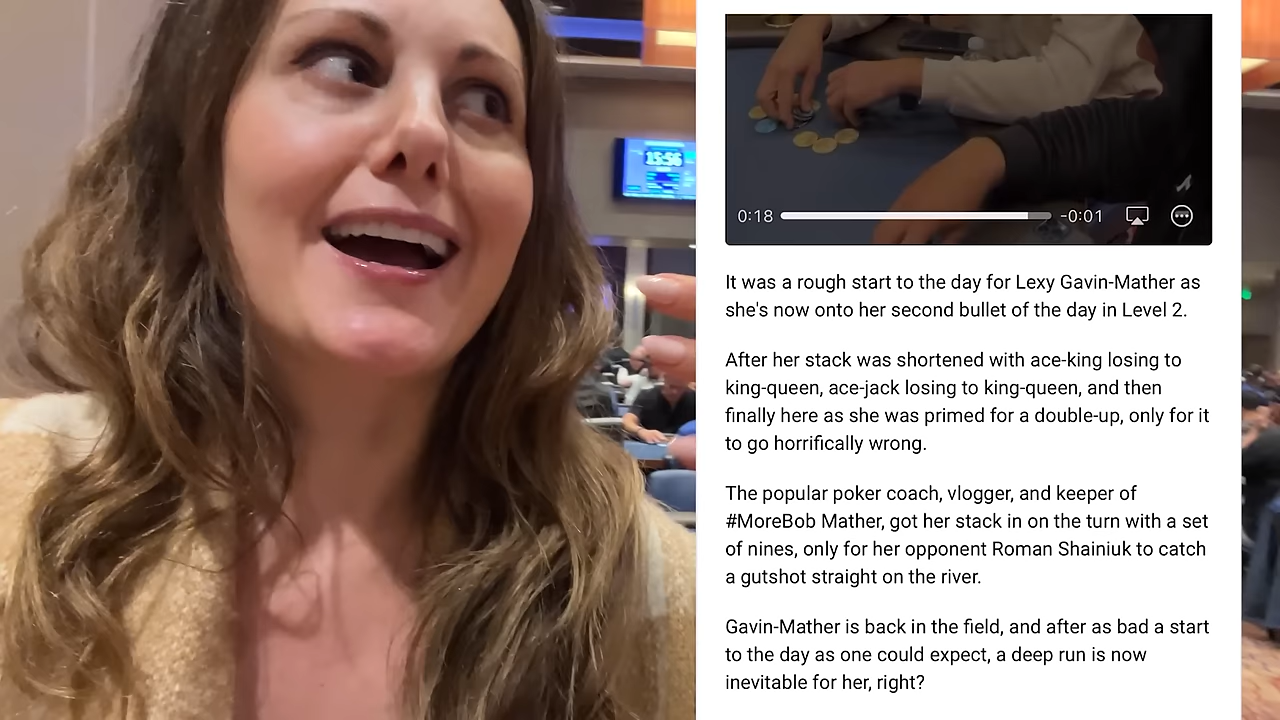 15:56
0:18
-0:01
It was a rough start to the day for Lexy Gavin-Mather as
she's now onto her second bullet of the day in Level 2.
After her stack was shortened with ace-king losing to
king-queen, ace-jack losing to king-queen, and then
finally here as she was primed for a double-up, only for it
to go horrifically wrong.
The popular poker coach, vlogger, and keeper of
#MoreBob Mather, got her stack in on the turn with a set
of nines, only for her opponent Roman Shainiuk to catch
a gutshot straight on the river.
Gavin-Mather is back in the field, and after as bad a start
to the day as one could expect, a deep run is now
inevitable for her, right?